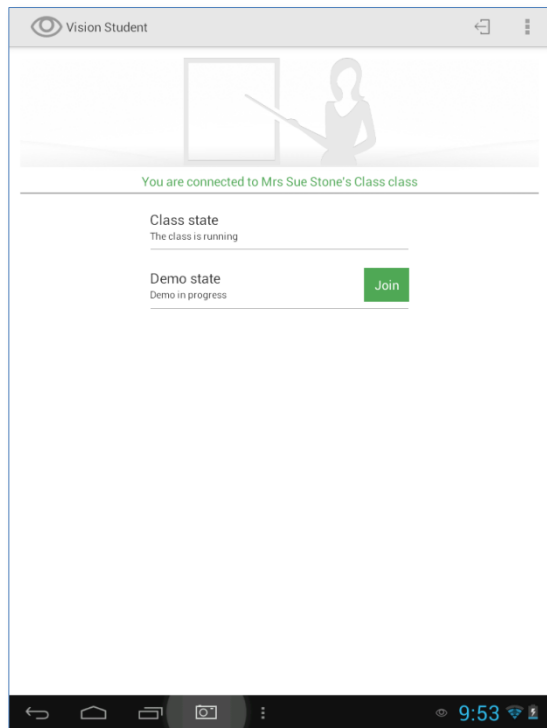 Vision Student
You are connected to Mrs Sue Stone's Class class
Class state
The class is running
Demo state
Demo in progress
Join
9:53